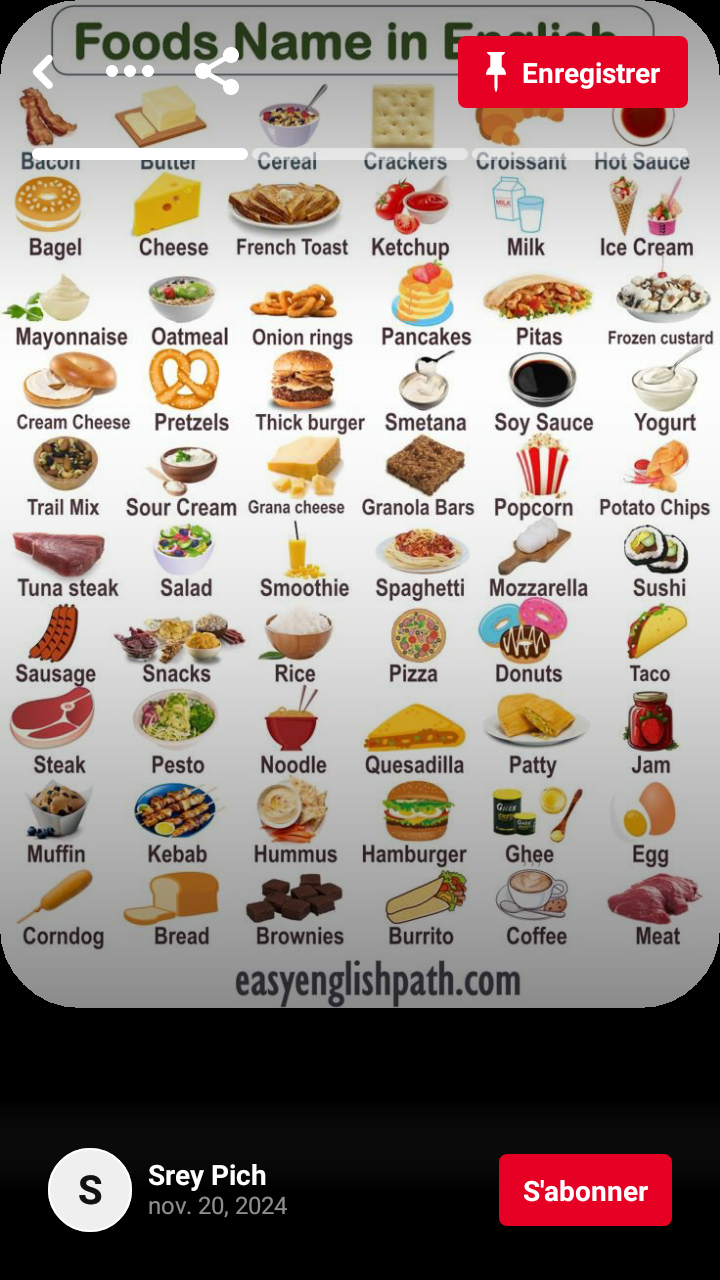 Foods Name in English
Enregistrer
Bacon Butter Cereal Crackers Croissant Hot Sauce
Bagel Cheese French Toast Ketchup Milk Ice Cream
MILK
Mayonnaise Oatmeal Onion rings Pancakes Pitas Frozen custard
Cream Cheese Pretzels Thick burger Smetana Soy Sauce Yogurt
Trail Mix Sour Cream Grana cheese Granola Bars Popcorn Potato Chips
Tuna steak Salad Smoothie Spaghetti Mozzarella Sushi
Sausage Snacks Rice Pizza Donuts Taco
Steak Pesto Noodle Quesadilla Patty Jam
Muffin Kebab Hummus Hamburger Ghee Egg
Corndog Bread Brownies Burrito Coffee Meat
easyenglishpath.com
S
Srey Pich
nov. 20, 2024
S'abonner